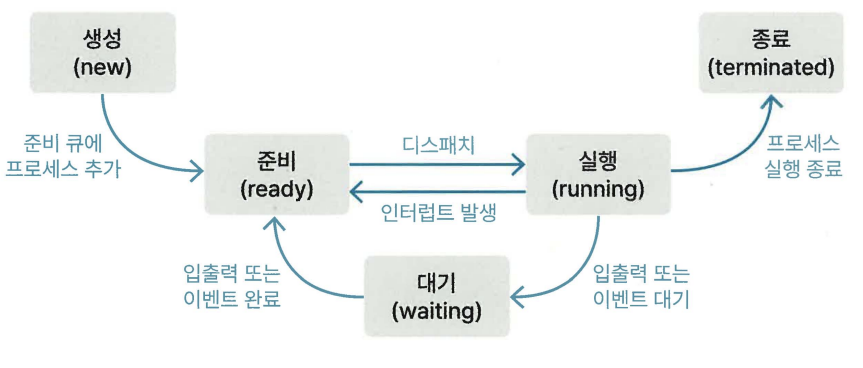 생성
(new)
종료
(terminated)
준비 큐에
프로세스 추가
준비
(ready)
디스패치
인터럽트 발생
실행
(running)
프로세스
실행 종료
입출력 또는
이벤트 완료
대기
(waiting)
입출력 또는
이벤트 대기